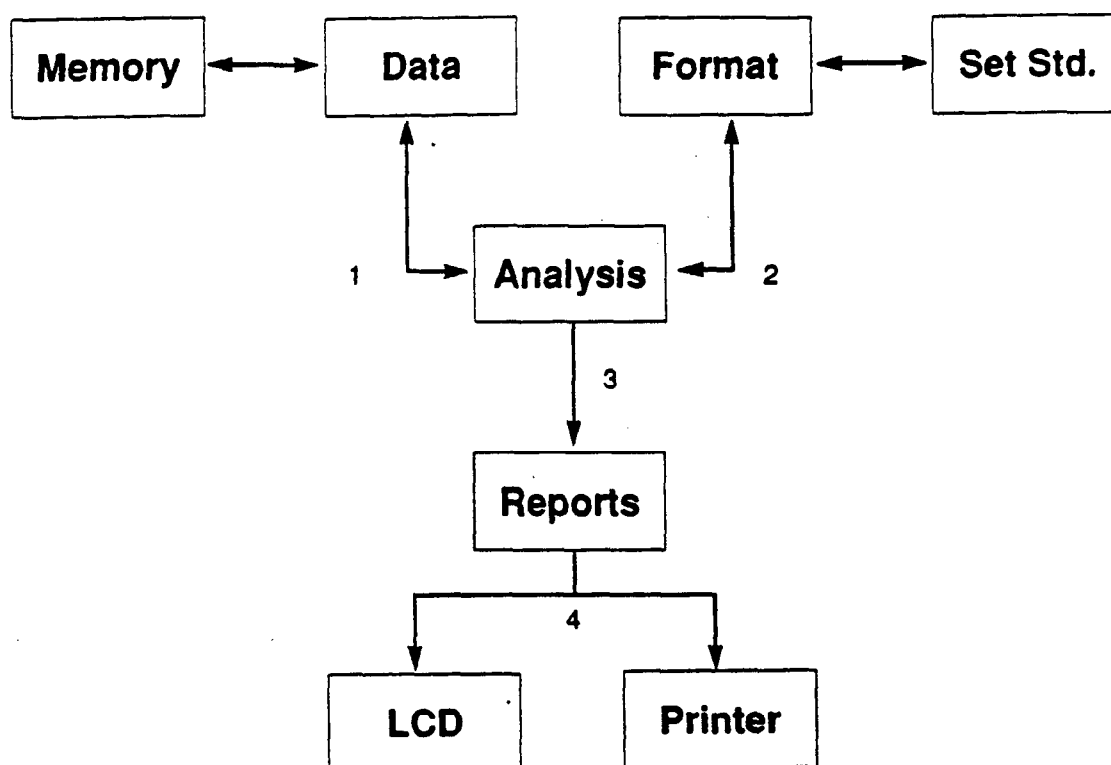 Memory
Data
Format
Set Std.
1
Analysis
2
3
Reports
4
LCD
Printer